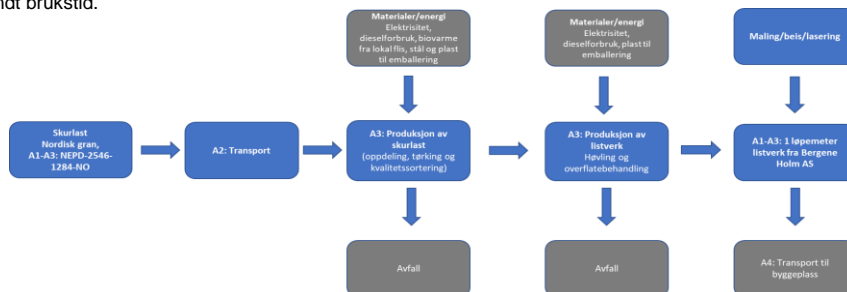 ndt brukstid.
Materialer/energi
Elektrisitet,
dieselforbruk, biovarme
fra lokal flis, stål og plast
til emballering
Materialer/energi
Elektrisitet,
dieselforbruk, plast til
emballering
Maling/beis/lasering
Skurlast
Nordisk gran,
A1-A3: NEPD-2546-
1284-NO
A2: Transport
A3: Produksjon av
skurlast
(oppdeling, tørking og
kvalitetssortering)
A3: Produksjon av
listverk
Høvling og
overflatebehandling
A1-A3: 1 løpemeter
listverk fra Bergene
Holm AS
Avfall
Avfall
A4: Transport til
byggeplass